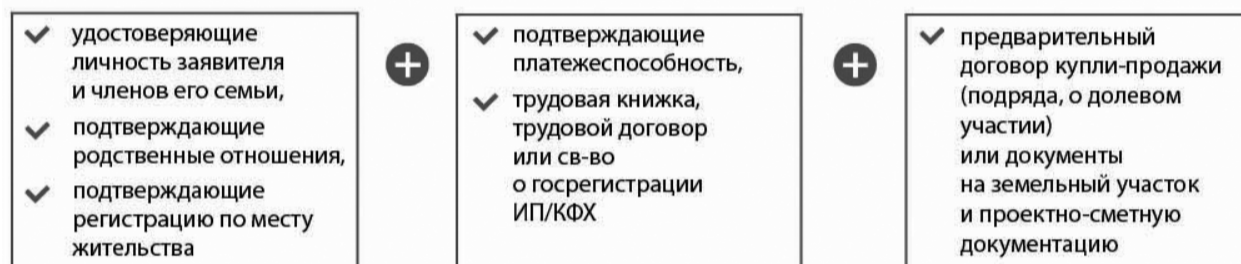 удостоверяющие
личность заявителя
и членов его семьи,
подтверждающие
родственные отношения,
подтверждающие
регистрацию по месту
жительства
подтверждающие
платежеспособность,
трудовая книжка,
трудовой договор
или св-во
о госрегистрации
ИП/КФХ
предварительный
договор купли-продажи
(подряда, о долевом
участии)
или документы
на земельный участок
и проектно-сметную
документацию